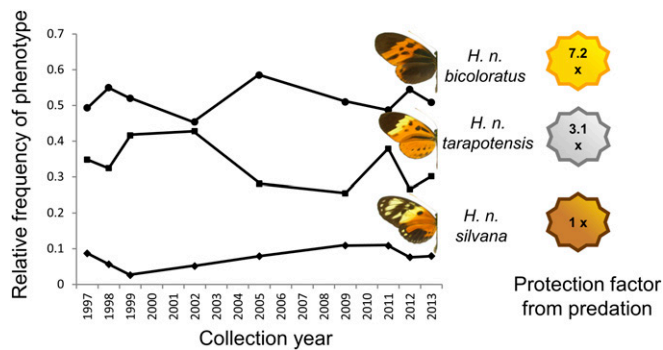 Relative frequency of phenotype
0.7
0.6
0.5
0.4
0.3
0.2
0.1
0
1997
1998
1999
2000
2001
2002
2003
2004
2005
2006
2007
2008
2009
2010
2011
2012
2013
Collection year
H. n.
bicoloratus
7.2
x
H. n.
tarapotensis
3.1
x
H. n.
silvana
1 x
Protection factor
from predation